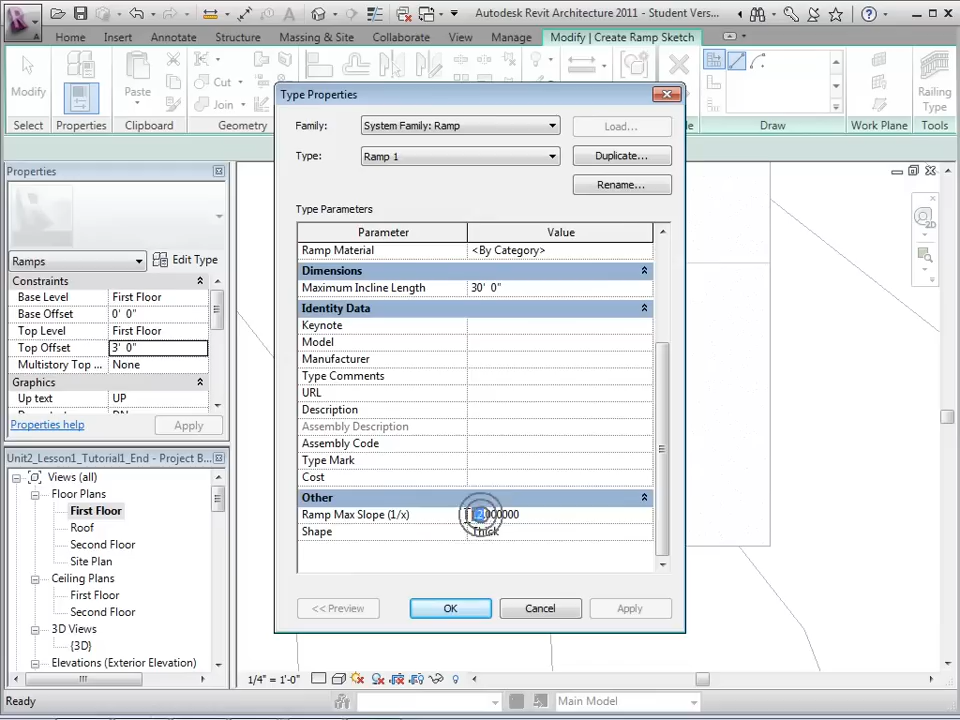 Autodesk Revit Architecture 2011 - Student Vers...
Home Insert Annotate Structure Massing & Site Collaborate View Manage Modify | Create Ramp Sketch
Modify
Paste
Cut
Join
Railing
Type
Select Properties Clipboard Geometry Draw Work Plane Tools
Properties
Ramps
Edit Type
Constraints
Base Level First Floor
Base Offset 0' 0"
Top Level First Floor
Top Offset 3' 0"
Multistory Top ... None
Graphics
Up text UP
Properties help
Apply
Unit2_Lesson1_Tutorial1_End - Project B...
Views (all)
Floor Plans
First Floor
Roof
Second Floor
Site Plan
Ceiling Plans
First Floor
Second Floor
3D Views
{3D}
Elevations (Exterior Elevation)
Type Properties
Family: System Family: Ramp Load...
Type: Ramp 1 Duplicate...
Rename...
Type Parameters
Parameter Value
Ramp Material <By Category>
Dimensions
Maximum Incline Length 30' 0"
Identity Data
Keynote
Model
Manufacturer
Type Comments
URL
Description
Assembly Description
Assembly Code
Type Mark
Cost
Other
Ramp Max Slope (1/x)
Shape Thick
<< Preview OK Cancel Apply
2D
1/4" = 1'-0"
Ready
Main Model